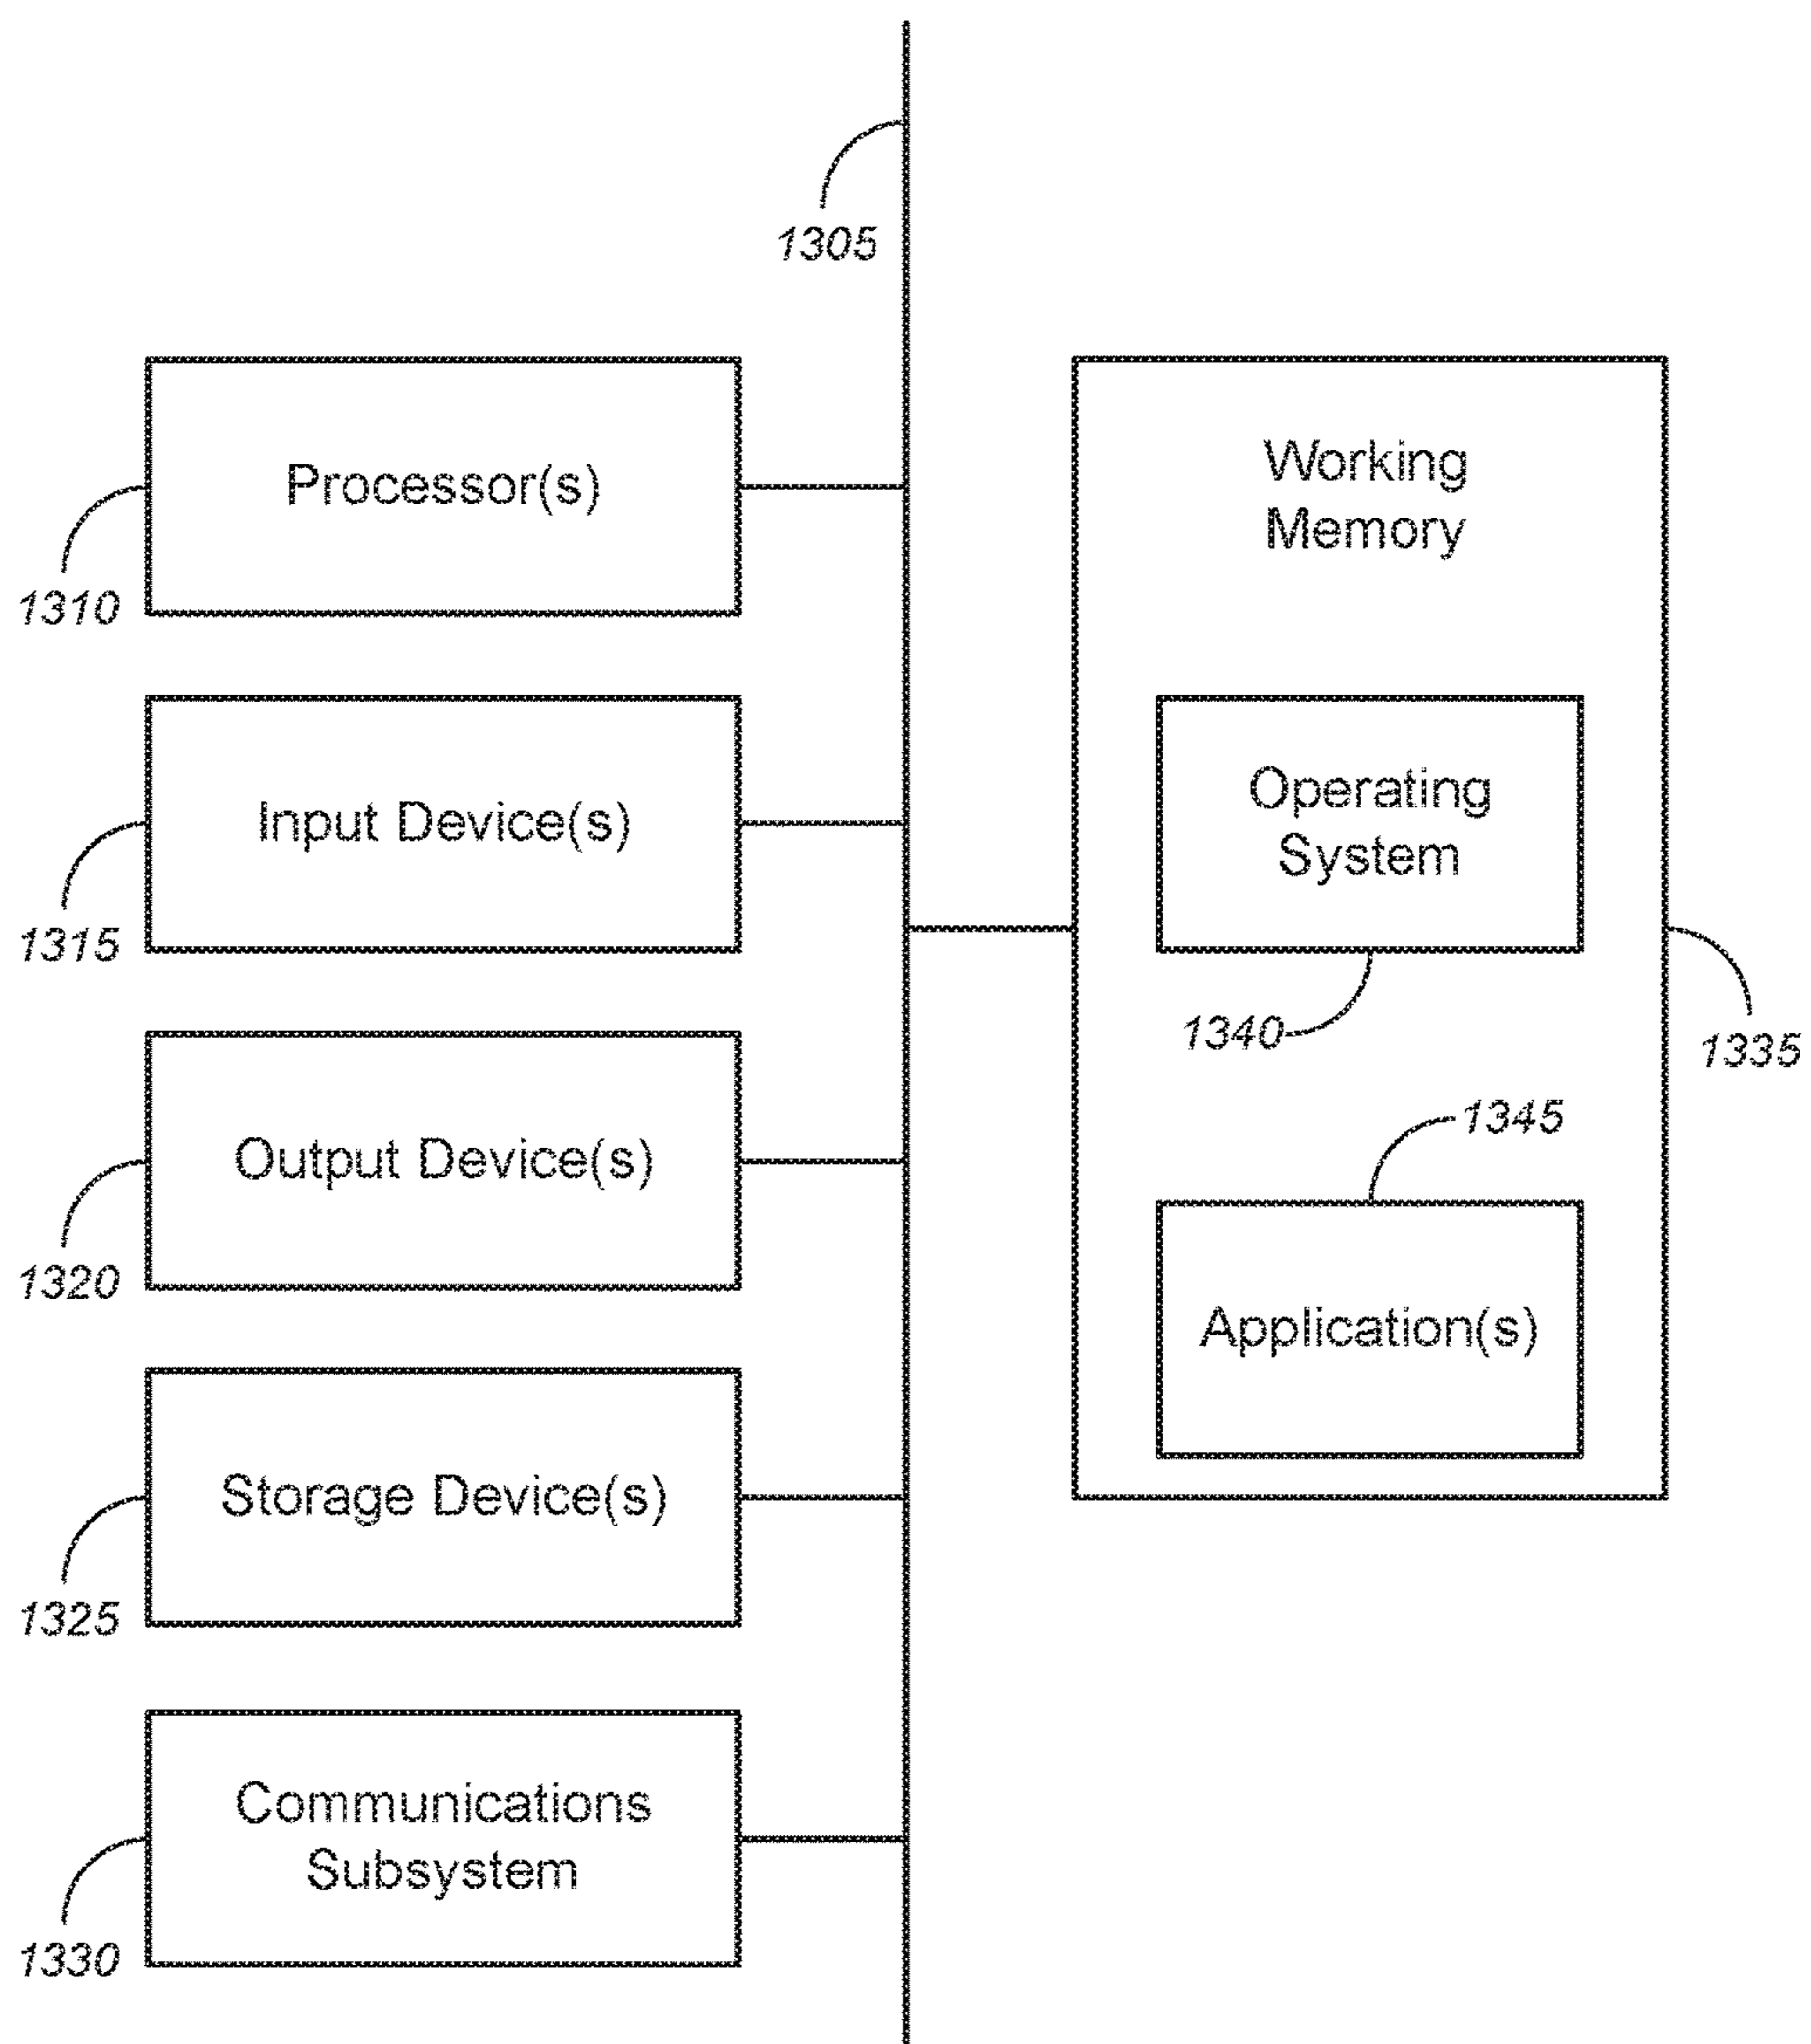 1305
Processor(s)
1310
Input Device(s)
1315
Output Device(s)
1320
Storage Device(s)
1325
Communications
Subsystem
1330
Working
Memory
Operating
System
1340
1335
1345
Application(s)